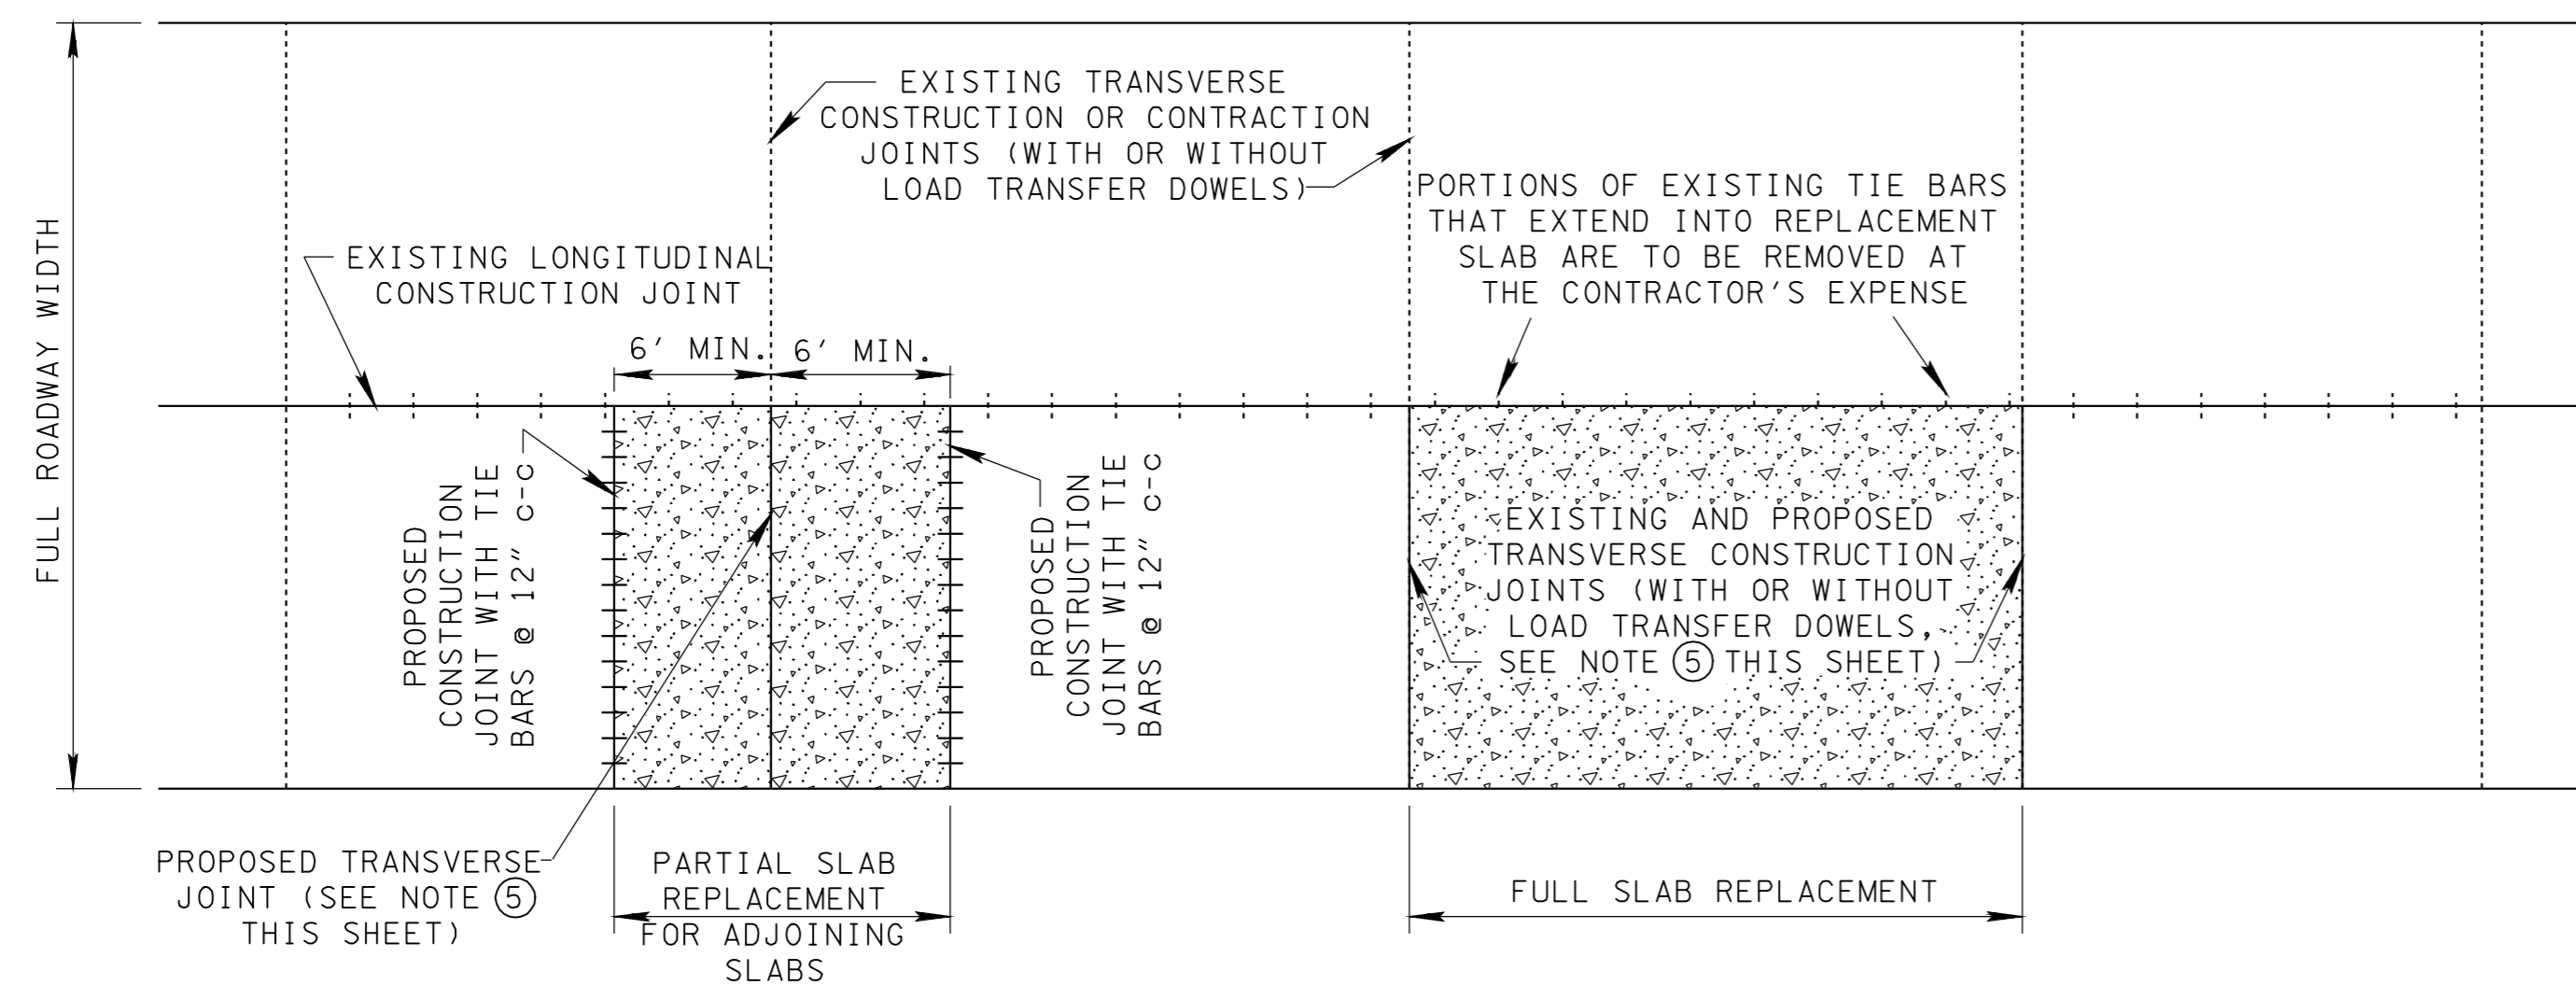 EXISTING TRANSVERSE
CONSTRUCTION OR CONTRACTION
JOINTS (WITH OR WITHOUT
LOAD TRANSFER DOWELS)
PORTIONS OF EXISTING TIE BARS
THAT EXTEND INTO REPLACEMENT
SLAB ARE TO BE REMOVED AT
THE CONTRACTOR'S EXPENSE
FULL ROADWAY WIDTH
EXISTING LONGITUDINAL
CONSTRUCTION JOINT
6' MIN.
6' MIN.
PROPOSED
CONSTRUCTION
JOINT WITH TIE
BARS @ 12" c-c
PROPOSED
CONSTRUCTION
JOINT WITH TIE
BARS @ 12" c-c
EXISTING AND PROPOSED
TRANSVERSE CONSTRUCTION
JOINTS (WITH OR WITHOUT
LOAD TRANSFER DOWELS,
SEE NOTE 5 THIS SHEET)
PROPOSED TRANSVERSE
JOINT (SEE NOTE 5
THIS SHEET)
PARTIAL SLAB
REPLACEMENT
FOR ADJOINING
SLABS
FULL SLAB REPLACEMENT